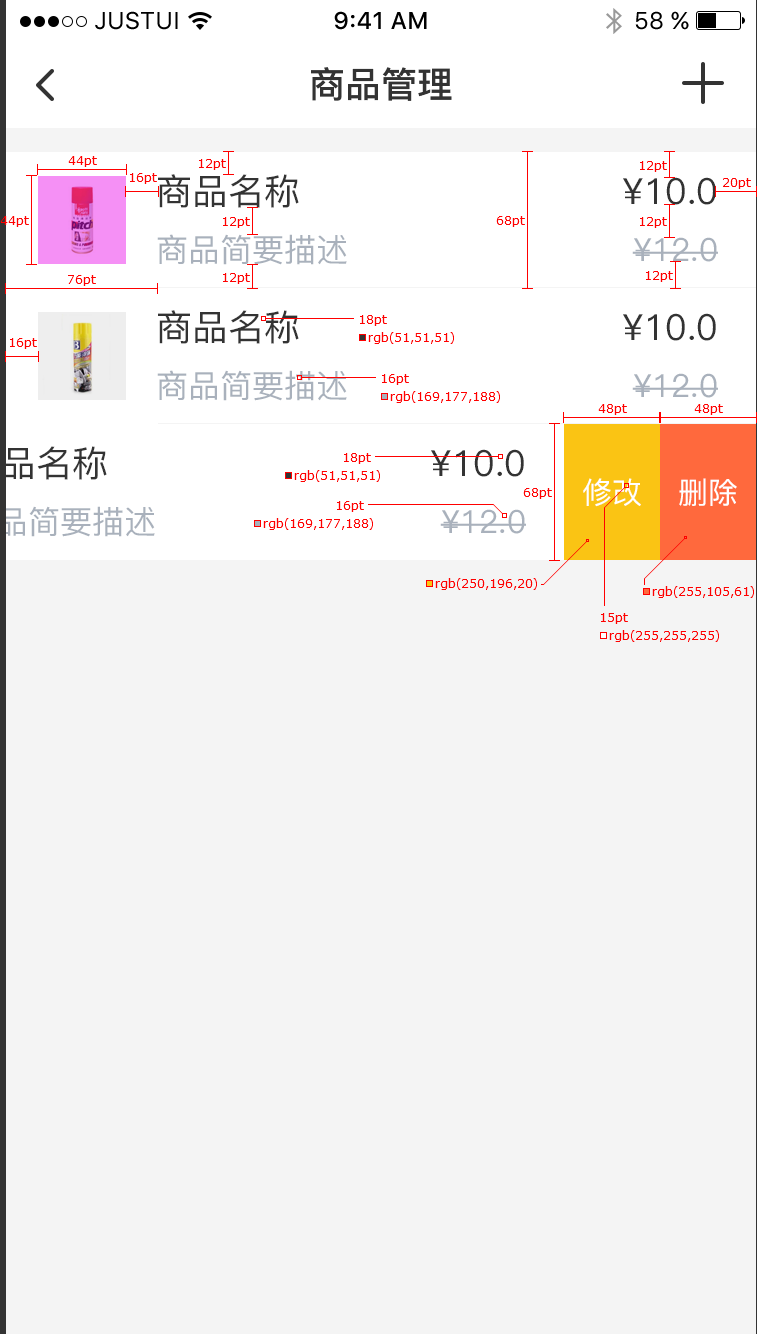 JUSTUI 9:41 AM 58 %
商品管理
44pt 12pt 12pt
16pt 20pt
商品名称 ¥10.0
44pt 12pt 68pt 12pt
pitch
商品简要描述 ¥12.0
76pt 12pt 12pt
商品名称 18pt ¥10.0
16pt rgb(51,51,51)
商品简要描述 16pt ¥12.0
rgb(169,177,188)
48pt 48pt
品名称 18pt ¥10.0
rgb(51,51,51)
68pt 修改 删除
16pt
品简要描述 rgb(169,177,188) ¥12.0
rgb(250,196,20) rgb(255,105,61)
15pt
rgb(255,255,255)